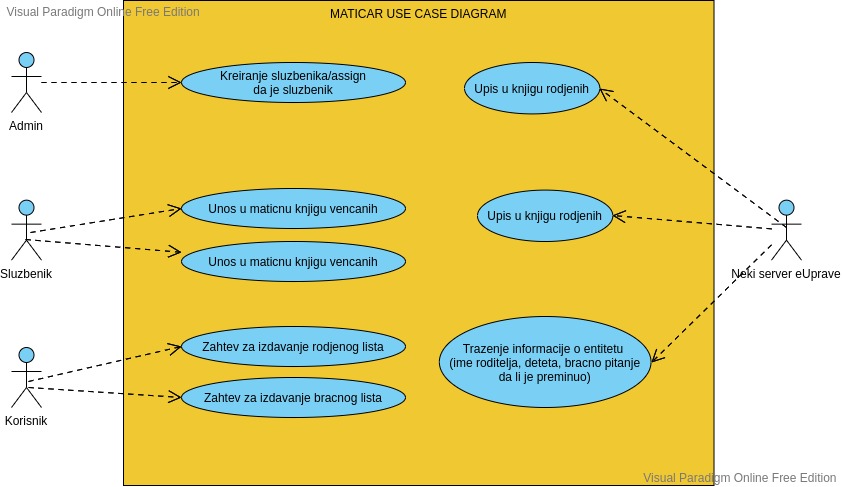 Visual Paradigm Online Free Edition
MATICAR USE CASE DIAGRAM
Kreiranje sluzbenika/assign
da je sluzbenik
Upis u knjigu rodjenih
Admin
Unos u maticnu knjigu vencanih
Upis u knjigu rodjenih
Unos u maticnu knjigu vencanih
Sluzbenik
Neki server eUprave
Zahtev za izdavanje rodjenog lista
Trazenje informacije o entitetu
(ime roditelja, deteta, bracno pitanje
da li je preminuo)
Zahtev za izdavanje bracnog lista
Korisnik
Visual Paradigm Online Free Edition